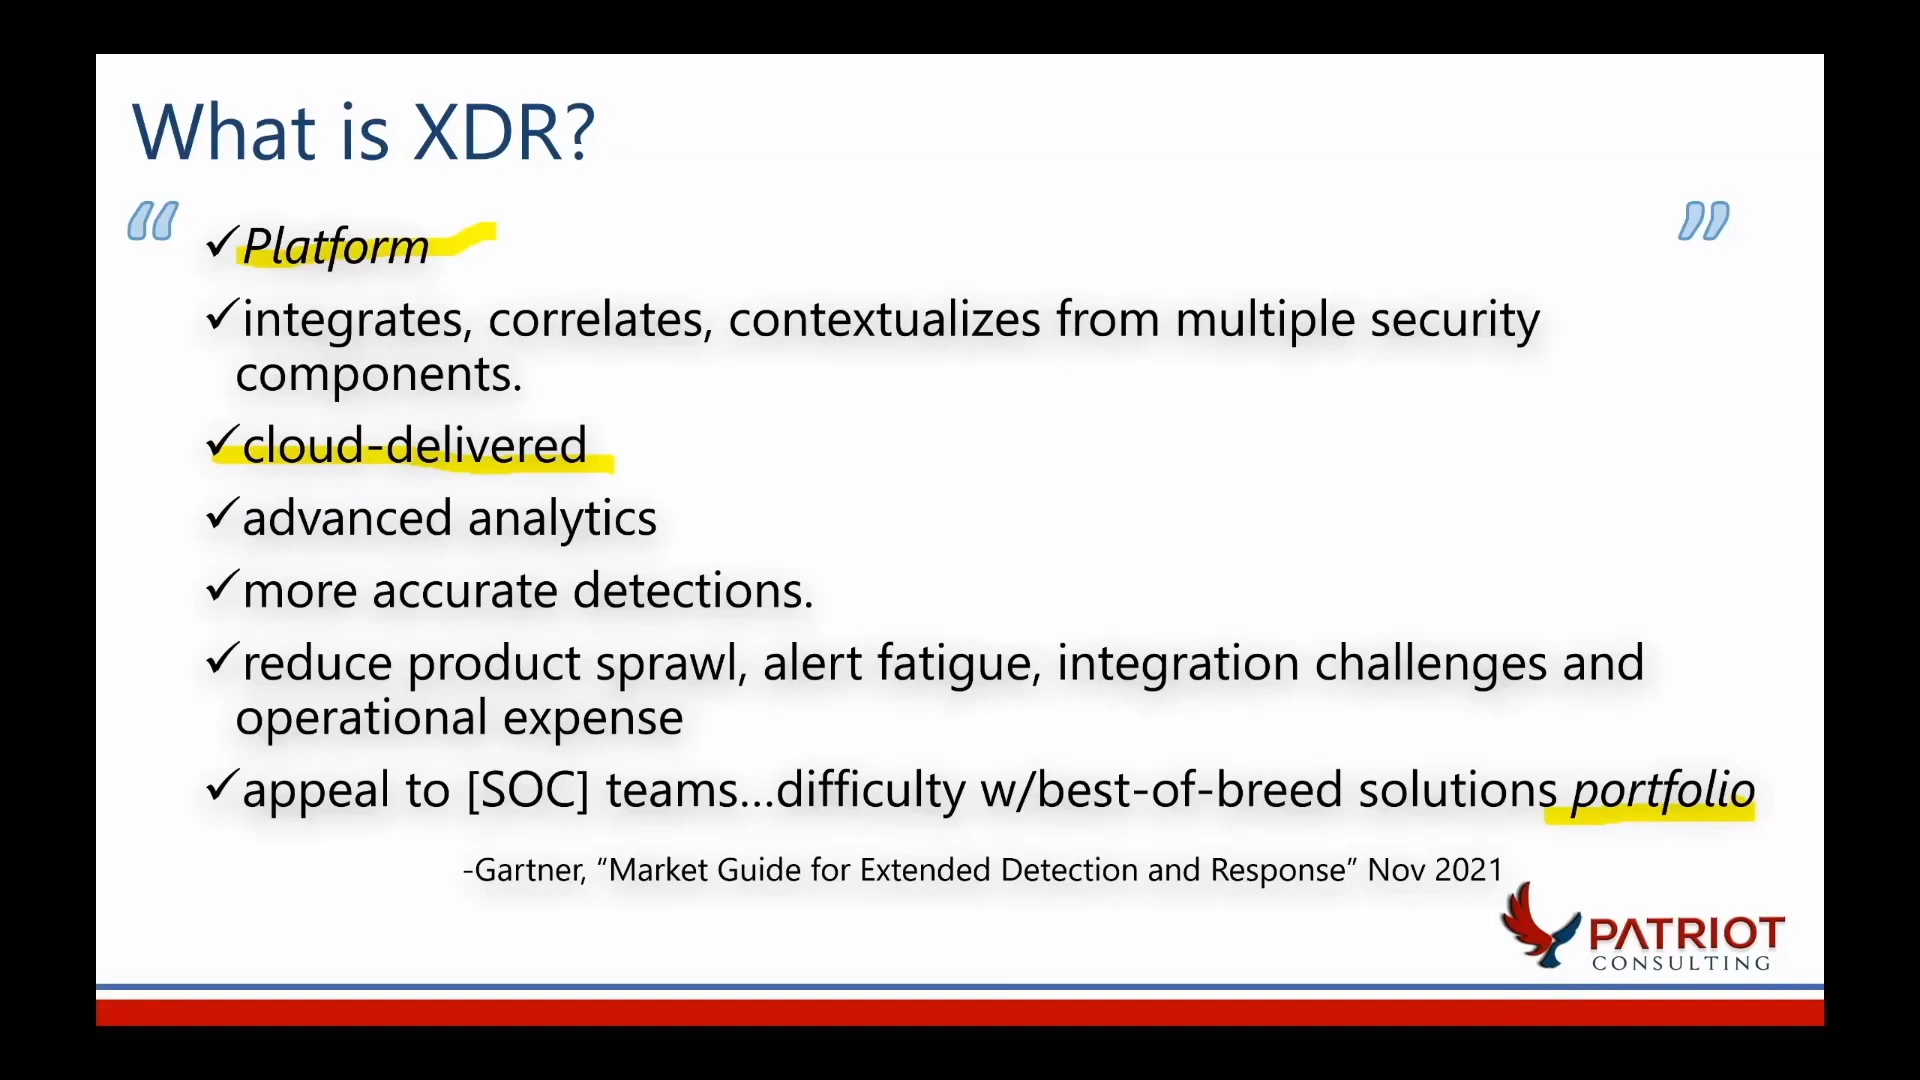 What is XDR?
“ ”
✓Platform
✓integrates, correlates, contextualizes from multiple security
components.
✓cloud-delivered
✓advanced analytics
✓more accurate detections.
✓reduce product sprawl, alert fatigue, integration challenges and
operational expense
✓appeal to [SOC] teams...difficulty w/best-of-breed solutions portfolio
-Gartner, “Market Guide for Extended Detection and Response” Nov 2021
PATRIOT
CONSULTING